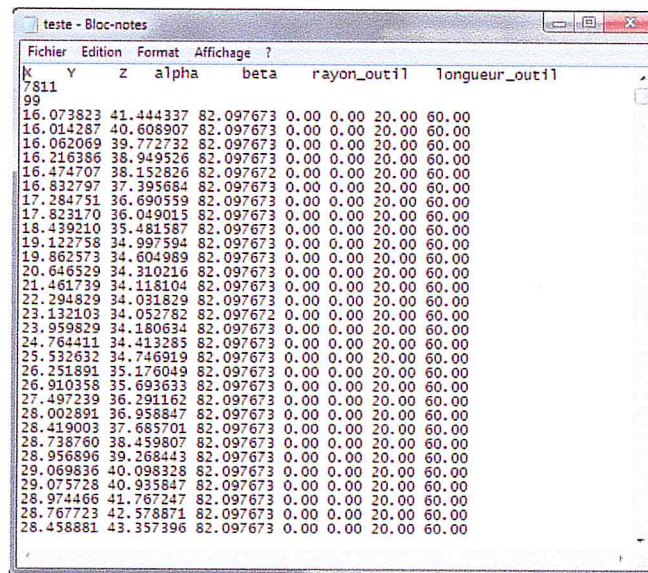 teste - Bloc-notes
Fichier Edition Format Affichage ?
X Y Z alpha beta rayon_outil longueur_outil
7811
99
16.073823 41.444337 82.097673 0.00 0.00 20.00 60.00
16.014287 40.608907 82.097673 0.00 0.00 20.00 60.00
16.062069 39.772732 82.097673 0.00 0.00 20.00 60.00
16.216386 38.949526 82.097673 0.00 0.00 20.00 60.00
16.474707 38.152826 82.097672 0.00 0.00 20.00 60.00
16.832797 37.395684 82.097673 0.00 0.00 20.00 60.00
17.284751 36.690559 82.097673 0.00 0.00 20.00 60.00
17.823170 36.049015 82.097673 0.00 0.00 20.00 60.00
18.439210 35.481587 82.097673 0.00 0.00 20.00 60.00
19.122758 34.997594 82.097673 0.00 0.00 20.00 60.00
19.862573 34.604989 82.097673 0.00 0.00 20.00 60.00
20.646529 34.310216 82.097673 0.00 0.00 20.00 60.00
21.461739 34.118104 82.097673 0.00 0.00 20.00 60.00
22.294829 34.031829 82.097673 0.00 0.00 20.00 60.00
23.132103 34.052782 82.097672 0.00 0.00 20.00 60.00
23.959829 34.180634 82.097673 0.00 0.00 20.00 60.00
24.764411 34.413285 82.097673 0.00 0.00 20.00 60.00
25.532632 34.746919 82.097673 0.00 0.00 20.00 60.00
26.251891 35.176049 82.097673 0.00 0.00 20.00 60.00
26.910358 35.693633 82.097673 0.00 0.00 20.00 60.00
27.497239 36.291162 82.097673 0.00 0.00 20.00 60.00
28.002891 36.958847 82.097673 0.00 0.00 20.00 60.00
28.419003 37.685701 82.097673 0.00 0.00 20.00 60.00
28.738760 38.459807 82.097673 0.00 0.00 20.00 60.00
28.956896 39.268443 82.097673 0.00 0.00 20.00 60.00
29.069836 40.098328 82.097673 0.00 0.00 20.00 60.00
29.075728 40.935847 82.097673 0.00 0.00 20.00 60.00
28.974466 41.767247 82.097673 0.00 0.00 20.00 60.00
28.767723 42.578871 82.097673 0.00 0.00 20.00 60.00
28.458881 43.357396 82.097673 0.00 0.00 20.00 60.00